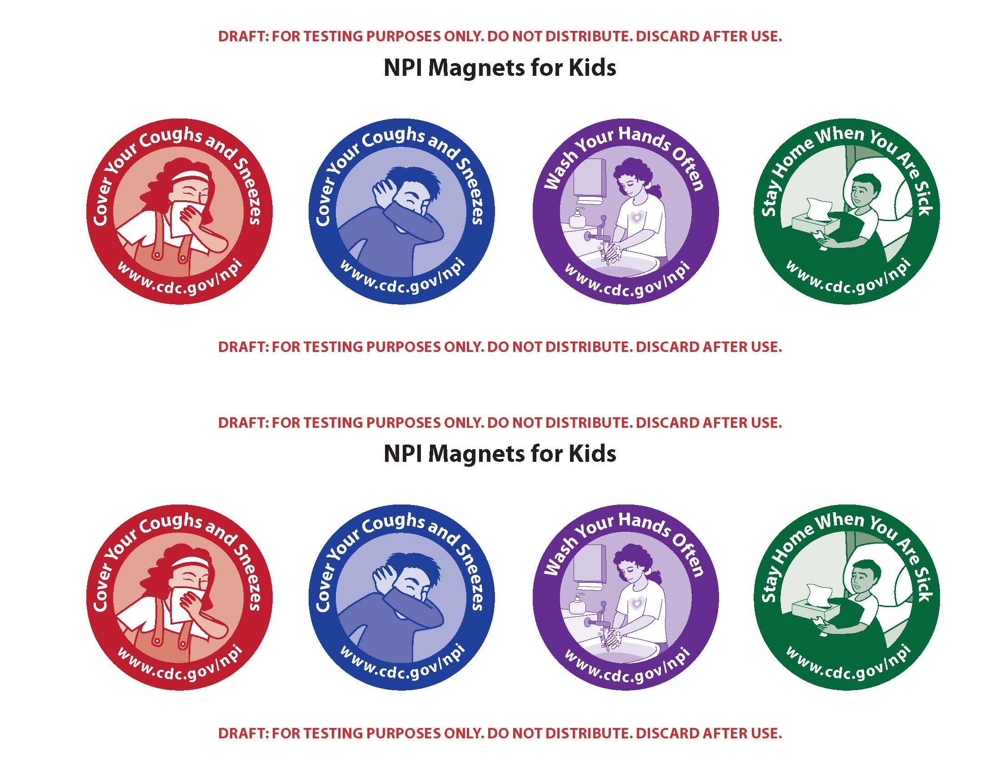 DRAFT: FOR TESTING PURPOSES ONLY. DO NOT DISTRIBUTE. DISCARD AFTER USE.
NPI Magnets for Kids
Cover Your Coughs and Sneezes
www.cdc.gov/npi
Cover Your Coughs and Sneezes
www.cdc.gov/npi
Wash Your Hands Often
www.cdc.gov/npi
Stay Home When You Are Sick
www.cdc.gov/npi
DRAFT: FOR TESTING PURPOSES ONLY. DO NOT DISTRIBUTE. DISCARD AFTER USE.
DRAFT: FOR TESTING PURPOSES ONLY. DO NOT DISTRIBUTE. DISCARD AFTER USE.
NPI Magnets for Kids
Cover Your Coughs and Sneezes
www.cdc.gov/npi
Cover Your Coughs and Sneezes
www.cdc.gov/npi
Wash Your Hands Often
www.cdc.gov/npi
Stay Home When You Are Sick
www.cdc.gov/npi
DRAFT: FOR TESTING PURPOSES ONLY. DO NOT DISTRIBUTE. DISCARD AFTER USE.